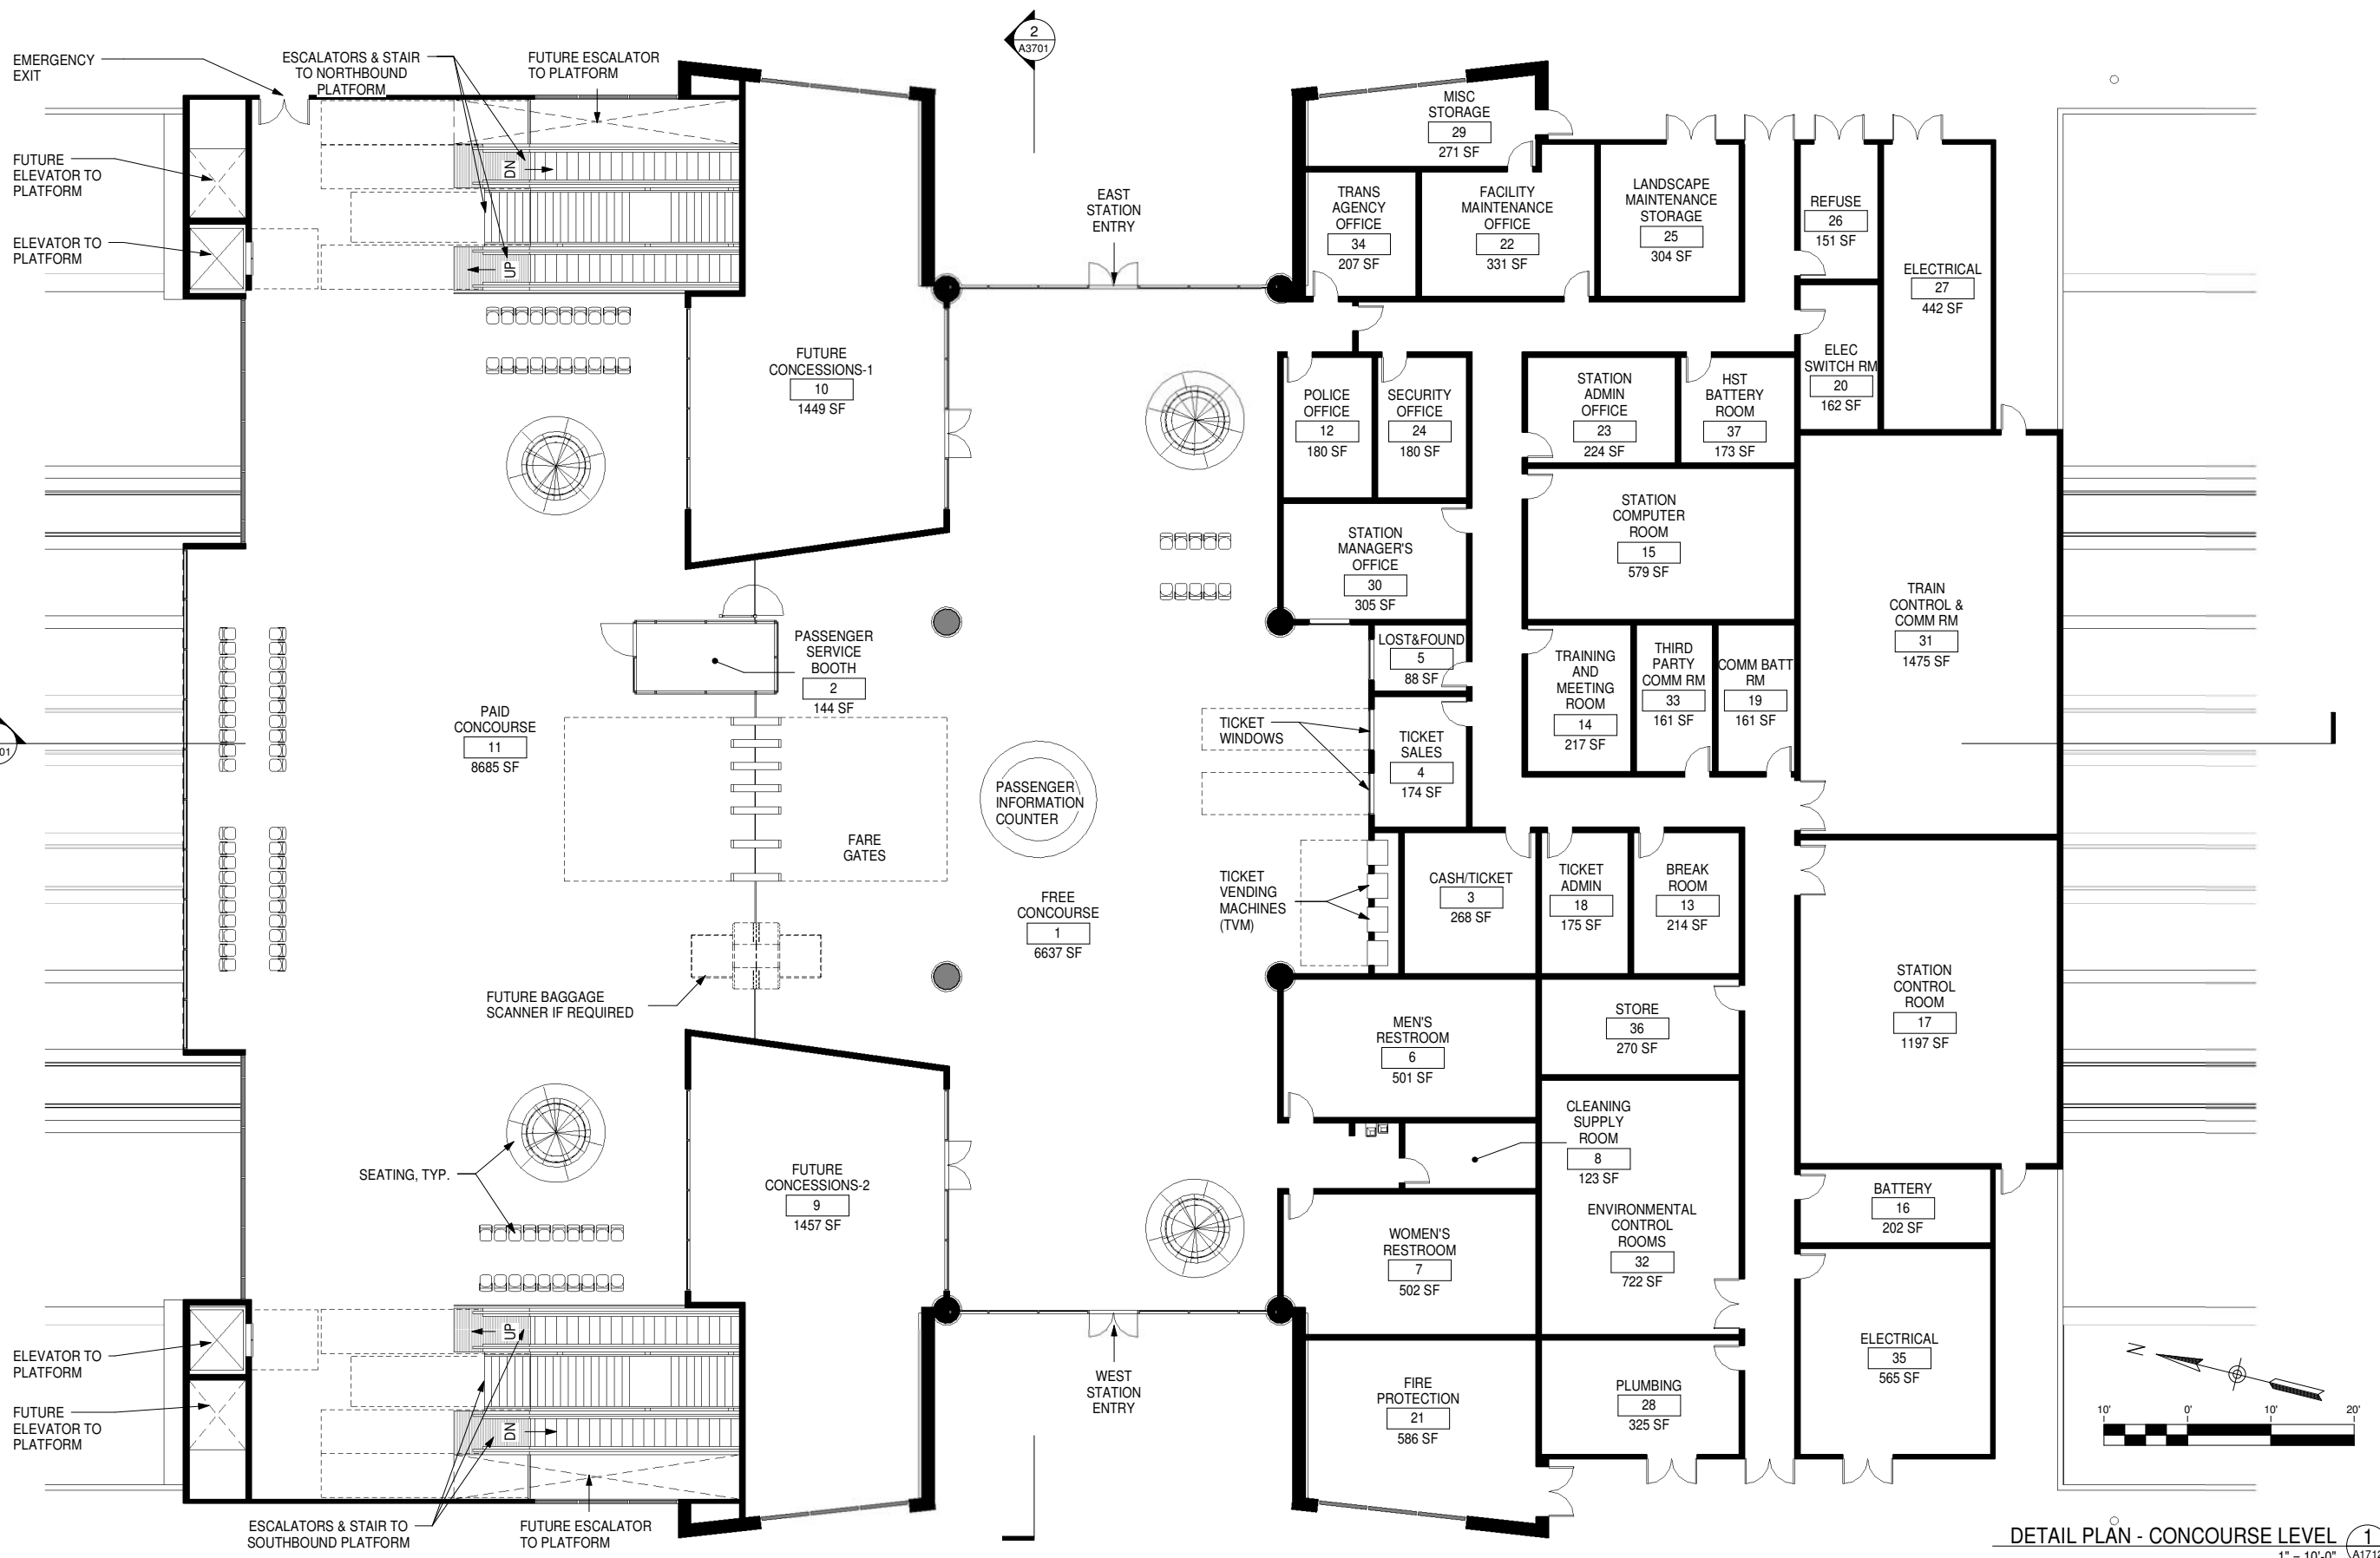 2
A3701
EMERGENCY
EXIT
ESCALATORS & STAIR
TO NORTHBOUND
PLATFORM
FUTURE ESCALATOR
TO PLATFORM
FUTURE
ELEVATOR TO
PLATFORM
ELEVATOR TO
PLATFORM
DN
UP
EAST
STATION
ENTRY
MISC
STORAGE
29
271 SF
TRANS
AGENCY
OFFICE
34
207 SF
FACILITY
MAINTENANCE
OFFICE
22
331 SF
LANDSCAPE
MAINTENANCE
STORAGE
25
304 SF
REFUSE
26
151 SF
ELECTRICAL
27
442 SF
FUTURE
CONCESSIONS-1
10
1449 SF
POLICE
OFFICE
12
180 SF
SECURITY
OFFICE
24
180 SF
STATION
ADMIN
OFFICE
23
224 SF
HST
BATTERY
ROOM
37
173 SF
ELEC
SWITCH RM
20
162 SF
STATION
MANAGER'S
OFFICE
30
305 SF
STATION
COMPUTER
ROOM
15
579 SF
TRAIN
CONTROL &
COMM RM
31
1475 SF
PASSENGER
SERVICE
BOOTH
2
144 SF
LOST&FOUND
5
88 SF
TRAINING
AND
MEETING
ROOM
14
217 SF
THIRD
PARTY
COMM RM
33
161 SF
COMM BATT
RM
19
161 SF
01
PAID
CONCOURSE
11
8685 SF
TICKET
WINDOWS
TICKET
SALES
4
174 SF
PASSENGER
INFORMATION
COUNTER
FARE
GATES
FREE
CONCOURSE
1
6637 SF
TICKET
VENDING
MACHINES
(TVM)
CASH/TICKET
3
268 SF
TICKET
ADMIN
18
175 SF
BREAK
ROOM
13
214 SF
STATION
CONTROL
ROOM
17
1197 SF
FUTURE BAGGAGE
SCANNER IF REQUIRED
MEN'S
RESTROOM
6
501 SF
STORE
36
270 SF
CLEANING
SUPPLY
ROOM
8
123 SF
SEATING, TYP.
FUTURE
CONCESSIONS-2
9
1457 SF
WOMEN'S
RESTROOM
7
502 SF
ENVIRONMENTAL
CONTROL
ROOMS
32
722 SF
BATTERY
16
202 SF
ELEVATOR TO
PLATFORM
FUTURE
ELEVATOR TO
PLATFORM
UP
DN
WEST
STATION
ENTRY
FIRE
PROTECTION
21
586 SF
PLUMBING
28
325 SF
ELECTRICAL
35
565 SF
N
10' 0' 10' 20'
ESCALATORS & STAIR TO
SOUTHBOUND PLATFORM
FUTURE ESCALATOR
TO PLATFORM
DETAIL PLAN - CONCOURSE LEVEL 1